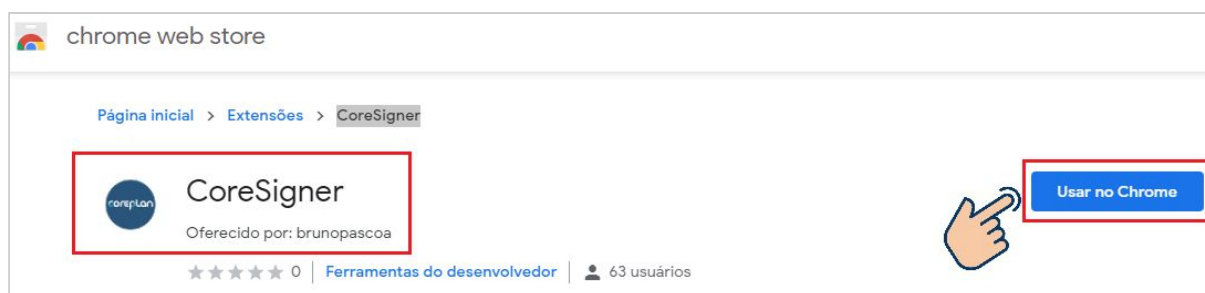 chrome web store
Página inicial > Extensões > CoreSigner
coreplan
CoreSigner
Usar no Chrome
Oferecido por: brunopascoa
0 | Ferramentas do desenvolvedor | 63 usuários